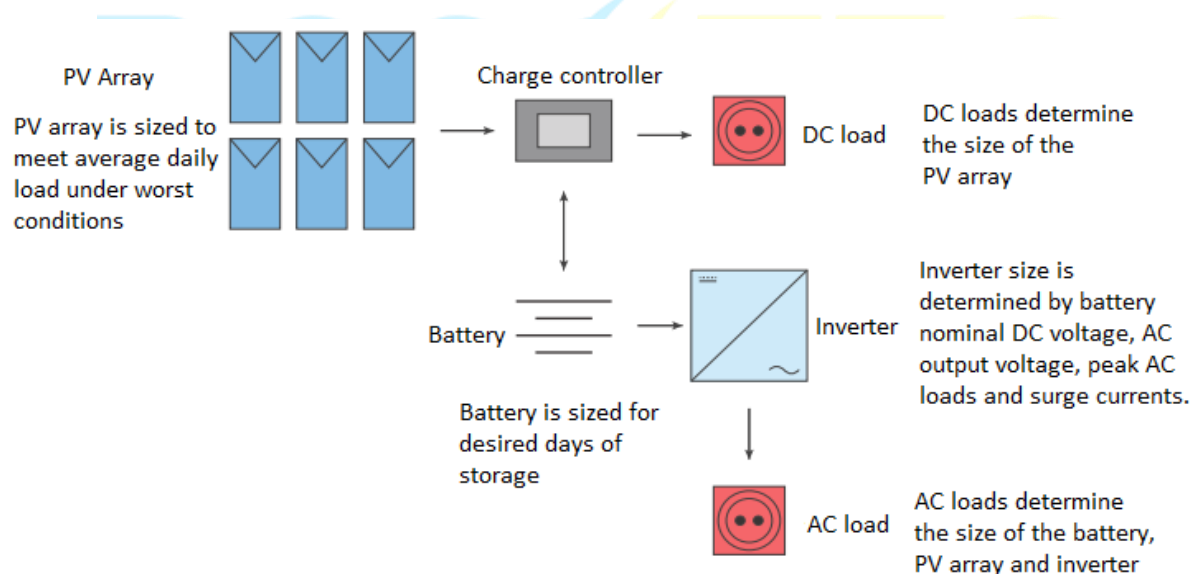 PV Array
PV array is sized to
meet average daily
load under worst
conditions
Charge controller
DC load
DC loads determine
the size of the
PV array
Battery
Battery is sized for
desired days of
storage
Inverter
Inverter size is
determined by battery
nominal DC voltage, AC
output voltage, peak AC
loads and surge currents.
AC load
AC loads determine
the size of the battery,
PV array and inverter